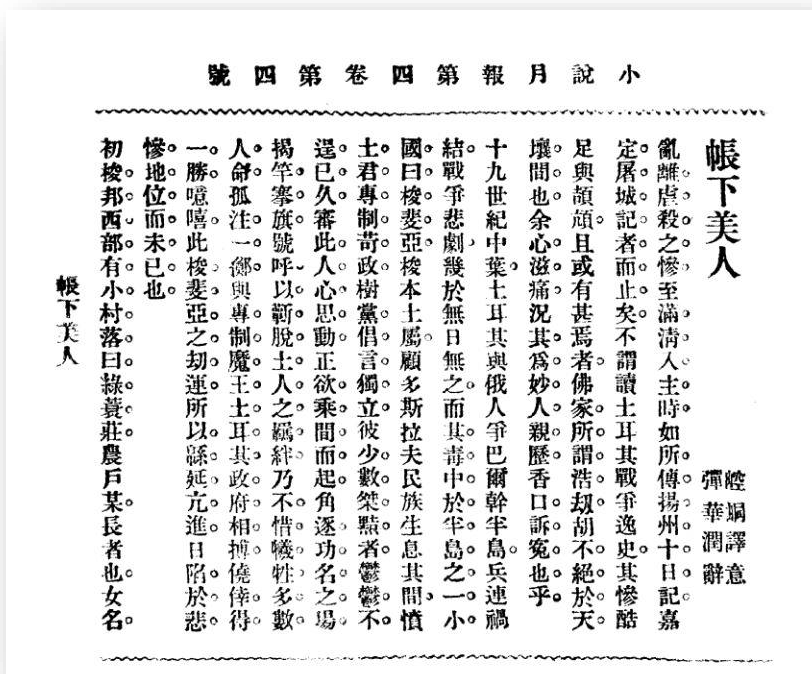 小說月報第四卷第四號
帳下美人
譯意
彈華潤辭
亂離虐殺之慘至滿清入主時如所傳揚州十日記嘉
定屠城記者而止矣不謂讀土耳其戰爭逸史其慘酷
足與頡頏且或有甚焉者佛家所謂浩刼胡不絕於天
壤間也余心滋痛況其爲妙人親歷香口訴寃也乎
十九世紀中葉土耳其與俄人爭巴爾幹半島兵連禍
結戰爭悲劇幾於無日無之而其毒中於半島之一小
國曰梭斐亞梭本土屬顧多斯拉夫民族生息其間憤
土君專制苛政樹黨倡言獨立彼少數桀黠者鬱鬱不
逞已久審此人心思動正欲乘間而起角逐功名之場
揭竿搴旗號呼以蘄脫土人之羈絆乃不惜犧牲多數
人命孤注一擲與專制魔王土耳其政府相搏僥倖得
一勝噫嘻此梭斐亞之劫運所以緜延亢進日陷於悲
慘地位而未已也
初梭邦西部有小村落曰綠蓑莊農戶某長者也女名
帳下美人